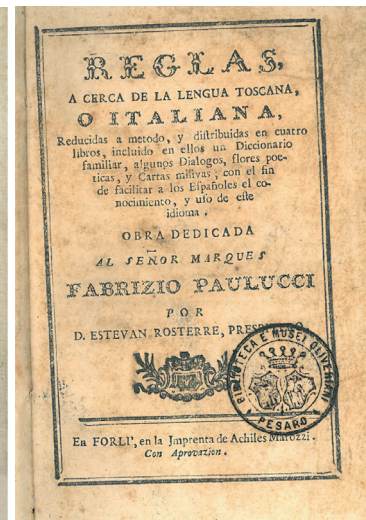 REGLAS,
A CERCA DE LA LENGUA TOSCANA,
O ITALIANA,
Reducidas a metodo, y distribuidas en cuatro
libros, incluido en ellos un Diccionario
familiar, algunos Dialogos, flores poe-
ticas, y Cartas misivas; con el fin
de facilitar a los Españoles el co-
nocimiento, y uso de este
idioma.
OBRA DEDICADA
AL SEÑOR MARQUES
FABRIZIO PAULUCCI
POR
D. ESTEVAN ROSTERRE,
BIBLIOTECA E MUSEI OLIVERIANI
PESARO
En FORLI', en la Imprenta de Achiles Marozzi.
Con Aprovazion.